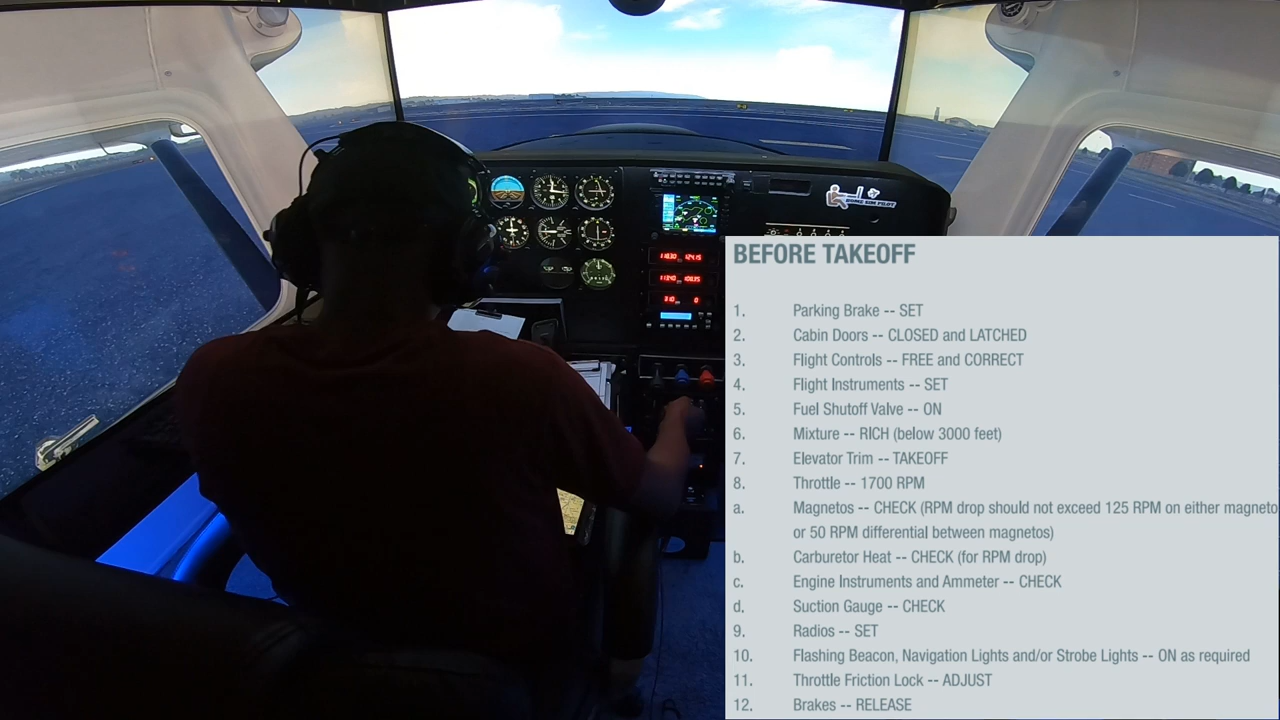 HOME SIM PILOT
BEFORE TAKEOFF
1. Parking Brake -- SET
2. Cabin Doors -- CLOSED and LATCHED
3. Flight Controls -- FREE and CORRECT
4. Flight Instruments -- SET
5. Fuel Shutoff Valve -- ON
6. Mixture -- RICH (below 3000 feet)
7. Elevator Trim -- TAKEOFF
8. Throttle -- 1700 RPM
a. Magnetos -- CHECK (RPM drop should not exceed 125 RPM on either magneto
or 50 RPM differential between magnetos)
b. Carburetor Heat -- CHECK (for RPM drop)
c. Engine Instruments and Ammeter -- CHECK
d. Suction Gauge -- CHECK
9. Radios -- SET
10. Flashing Beacon, Navigation Lights and/or Strobe Lights -- ON as required
11. Throttle Friction Lock -- ADJUST
12. Brakes -- RELEASE